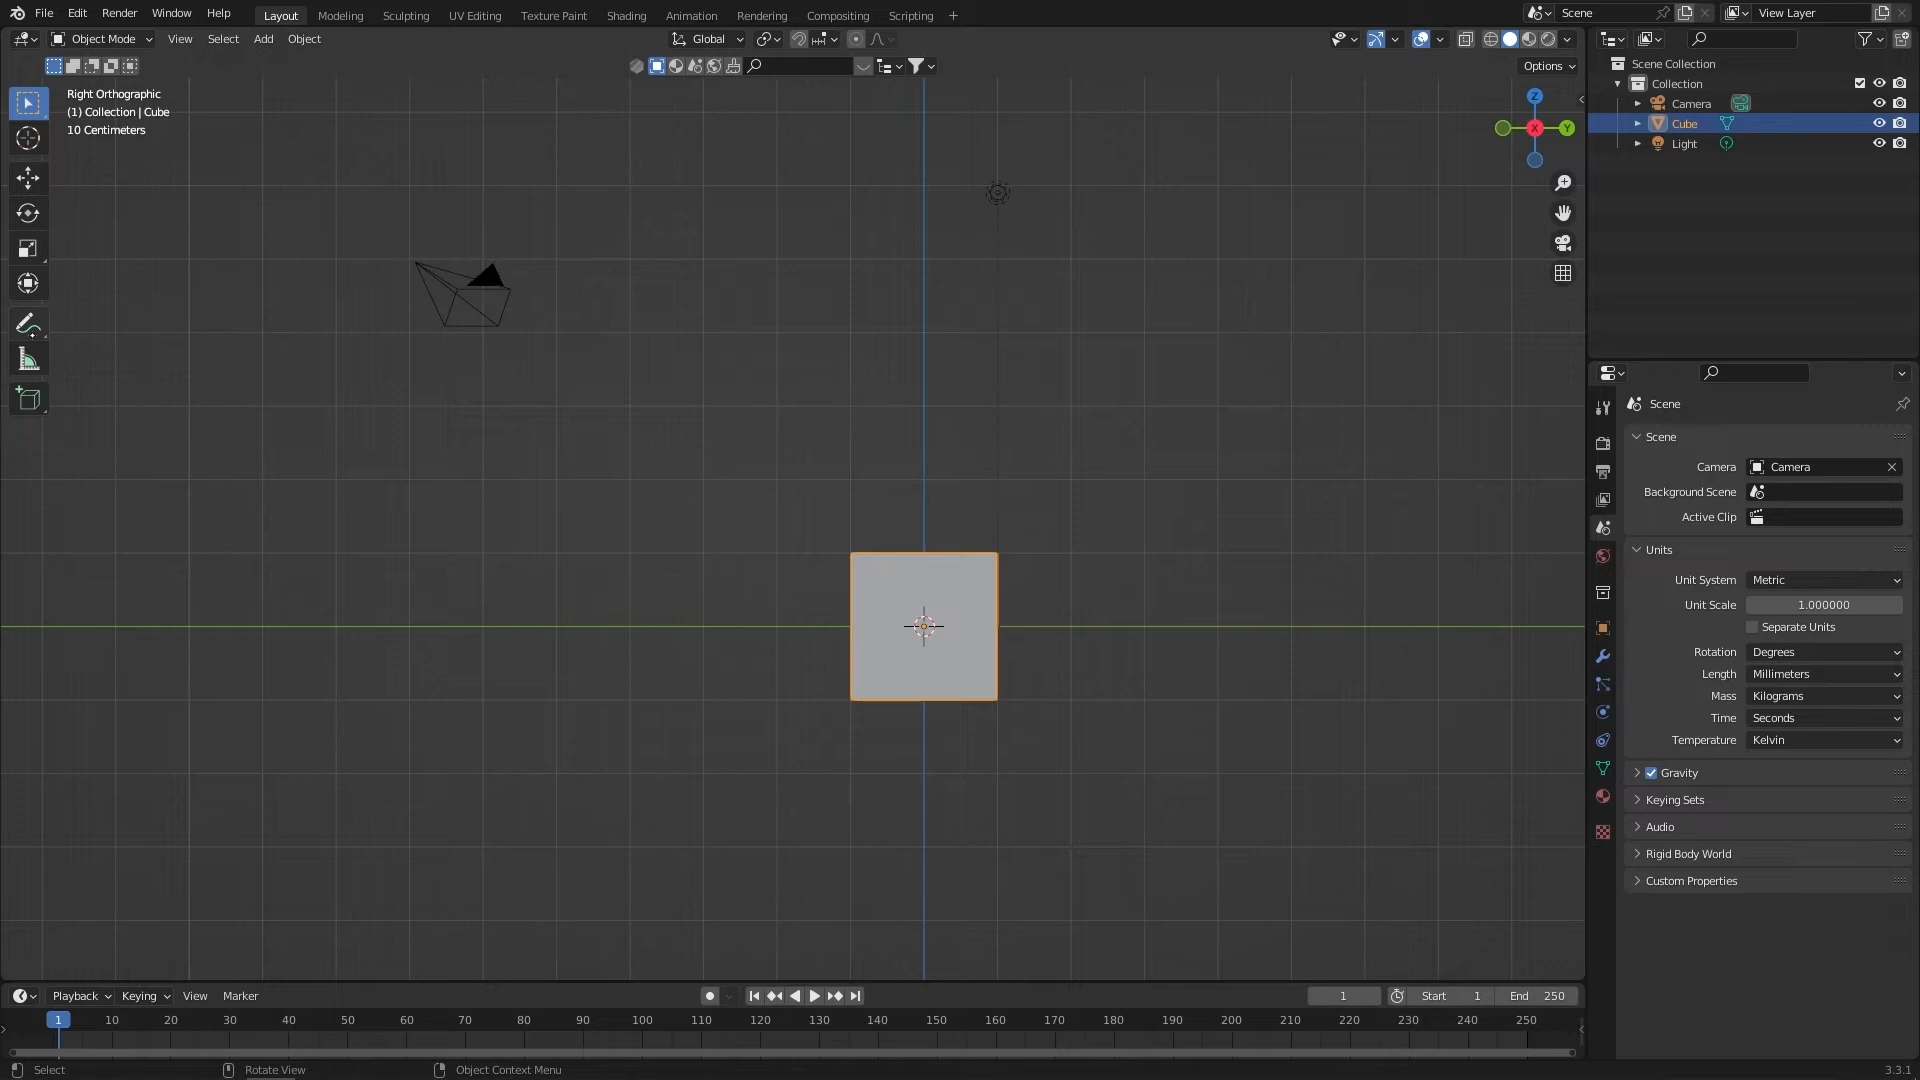 File Edit Render Window Help Layout Modeling Sculpting UV Editing Texture Paint Shading Animation Rendering Compositing Scripting + Scene View Layer
Object Mode View Select Add Object Global
Options
Right Orthographic
(1) Collection | Cube
10 Centimeters
Z
X
Y
Scene Collection
Collection
Camera
Cube
Light
Scene
Scene
Camera Camera
Background Scene
Active Clip
Units
Unit System Metric
Unit Scale 1.000000
Separate Units
Rotation Degrees
Length Millimeters
Mass Kilograms
Time Seconds
Temperature Kelvin
Gravity
Keying Sets
Audio
Rigid Body World
Custom Properties
Playback Keying View Marker 1 Start 1 End 250
1 10 20 30 40 50 60 70 80 90 100 110 120 130 140 150 160 170 180 190 200 210 220 230 240 250
Select Rotate View Object Context Menu 3.3.1